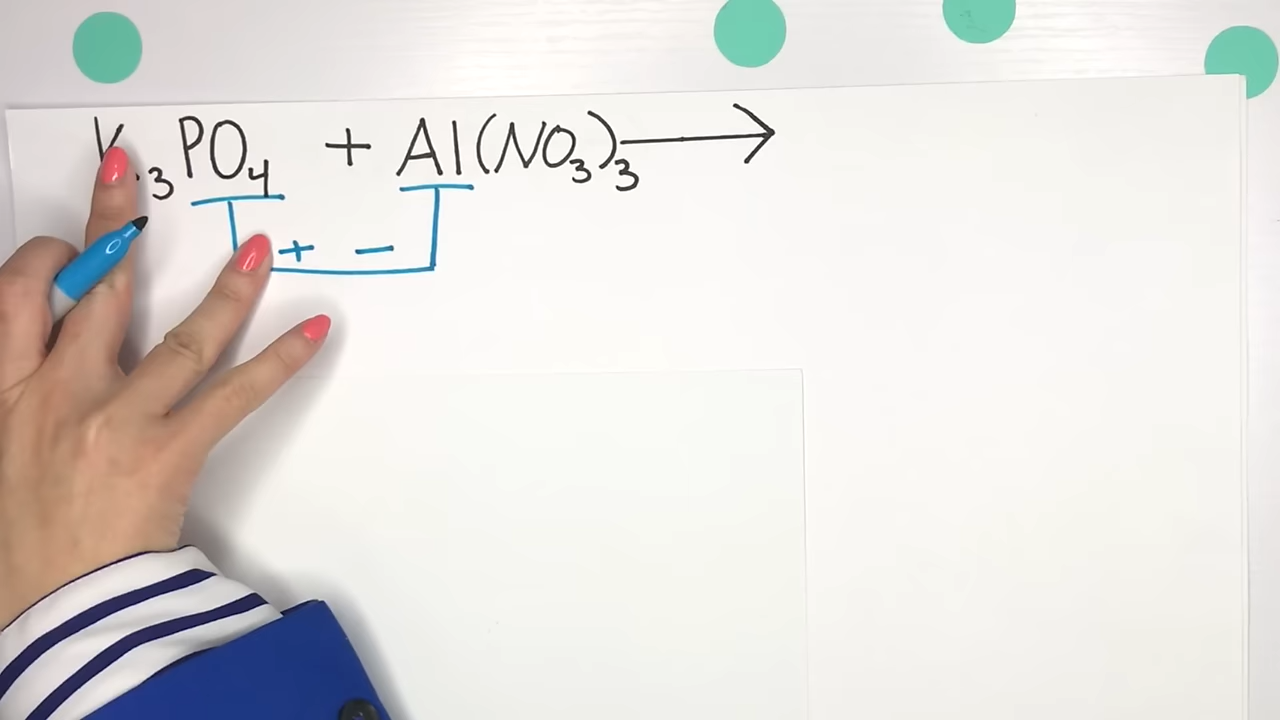 K₃PO₄ + Al(NO₃)₃ ⟶
+ −